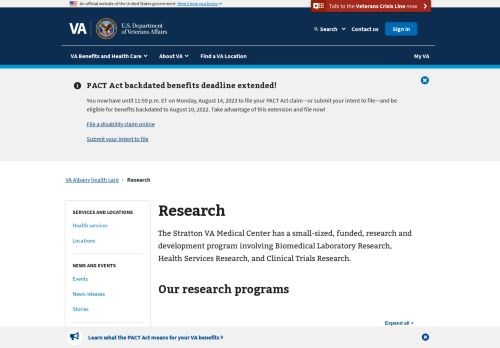 An official website of the United States government Here's how you know
Talk to the Veterans Crisis Line now
VA
U.S. Department
of Veterans Affairs
Search
Contact us
Sign in
VA Benefits and Health Care
About VA
Find a VA Location
My VA
PACT Act backdated benefits deadline extended!
You now have until 11:59 p.m. ET on Monday, August 14, 2023 to file your PACT Act claim—or submit your intent to file—and be
eligible for benefits backdated to August 10, 2022. Take advantage of this extension and file now!
File a disability claim online
Submit your intent to file
VA Albany health care › Research
SERVICES AND LOCATIONS
Health services
Locations
NEWS AND EVENTS
Events
News releases
Stories
Research
The Stratton VA Medical Center has a small-sized, funded, research and
development program involving Biomedical Laboratory Research,
Health Services Research, and Clinical Trials Research.
Our research programs
Expand all +
Learn what the PACT Act means for your VA benefits >